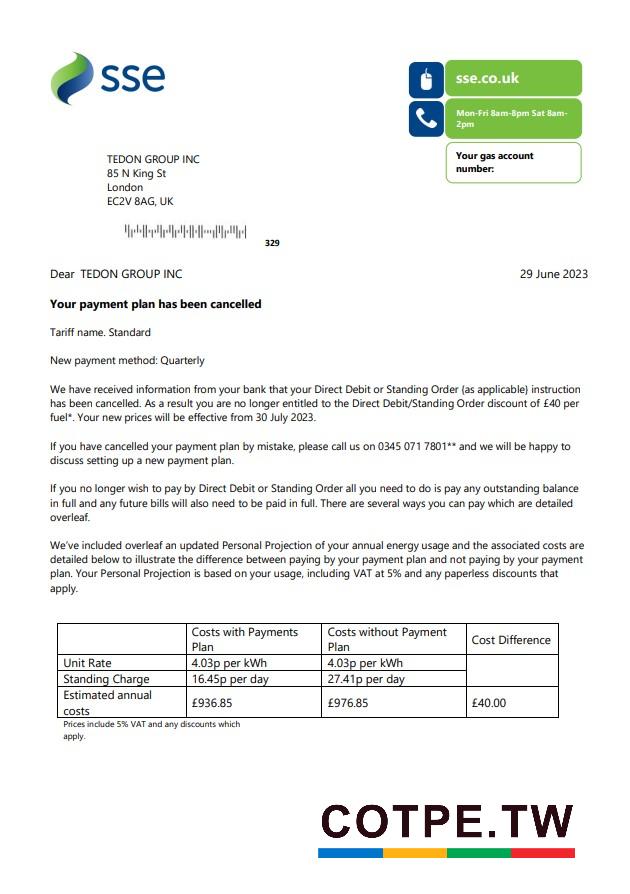 sse
sse.co.uk
Mon-Fri 8am-8pm Sat 8am-
2pm
Your gas account
number:
TEDON GROUP INC
85 N King St
London
EC2V 8AG, UK
329
Dear  TEDON GROUP INC
29 June 2023
Your payment plan has been cancelled
Tariff name. Standard
New payment method: Quarterly
We have received information from your bank that your Direct Debit or Standing Order (as applicable) instruction
has been cancelled. As a result you are no longer entitled to the Direct Debit/Standing Order discount of £40 per
fuel*. Your new prices will be effective from 30 July 2023.
If you have cancelled your payment plan by mistake, please call us on 0345 071 7801** and we will be happy to
discuss setting up a new payment plan.
If you no longer wish to pay by Direct Debit or Standing Order all you need to do is pay any outstanding balance
in full and any future bills will also need to be paid in full. There are several ways you can pay which are detailed
overleaf.
We've included overleaf an updated Personal Projection of your annual energy usage and the associated costs are
detailed below to illustrate the difference between paying by your payment plan and not paying by your payment
plan. Your Personal Projection is based on your usage, including VAT at 5% and any paperless discounts that
apply.
Costs with Payments
Plan
Costs without Payment
Plan
Cost Difference
Unit Rate
4.03p per kWh
4.03p per kWh
Standing Charge
16.45p per day
27.41p per day
Estimated annual
costs
£936.85
£976.85
£40.00
Prices include 5% VAT and any discounts which
apply.
COTPE.TW